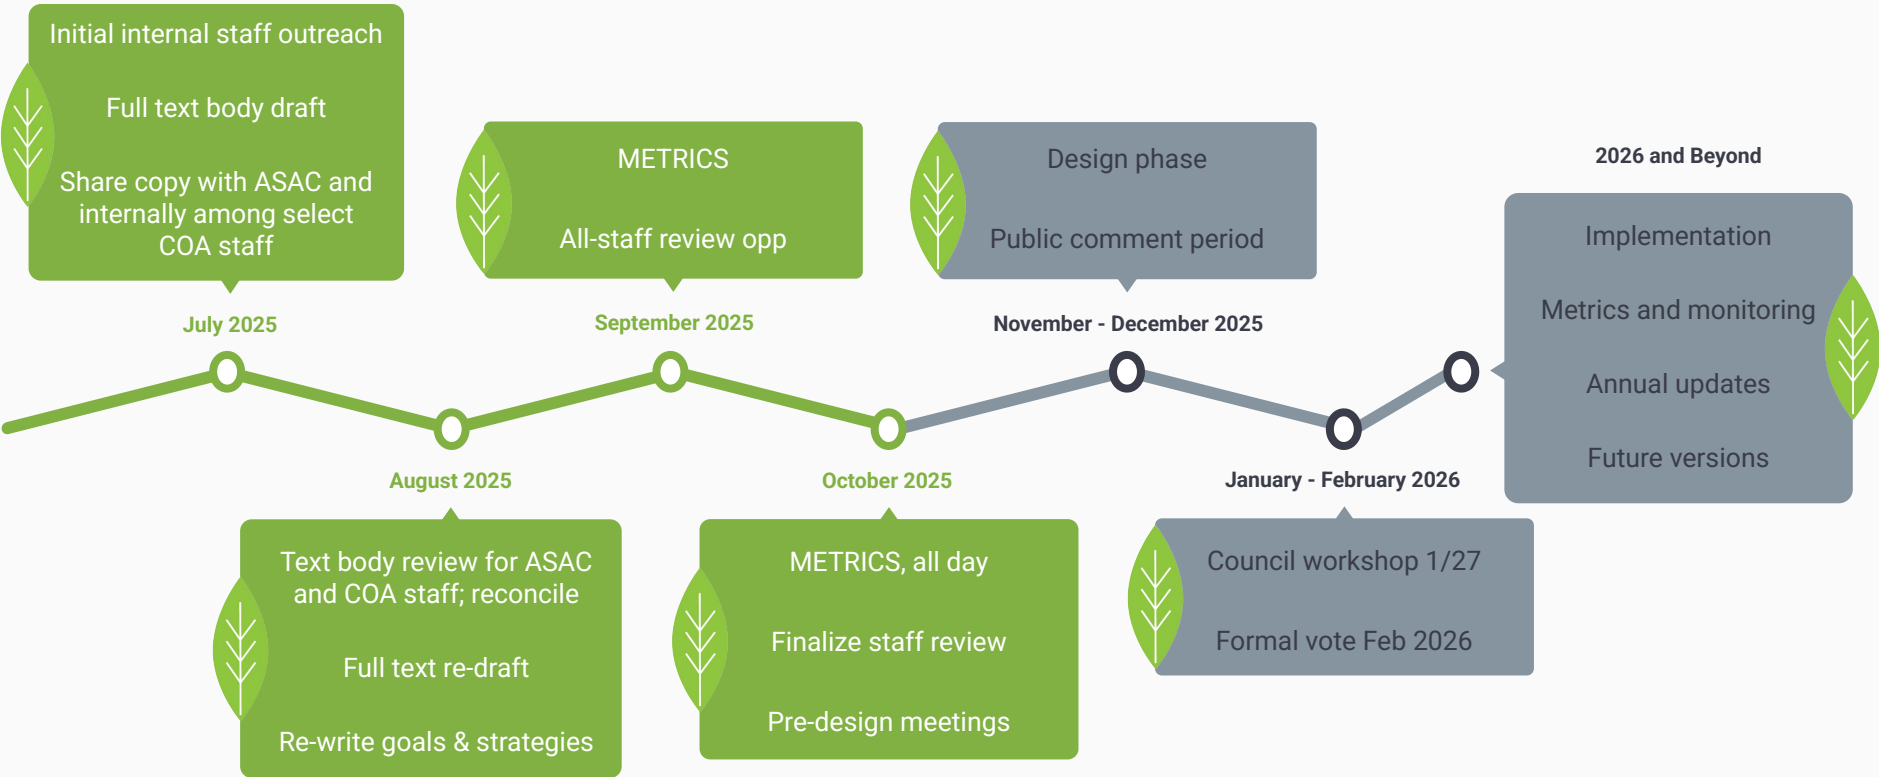 Initial internal staff outreach
Full text body draft
Share copy with ASAC and
internally among select
COA staff
July 2025
Text body review for ASAC
and COA staff; reconcile
Full text re-draft
Re-write goals & strategies
August 2025
METRICS
All-staff review opp
September 2025
METRICS, all day
Finalize staff review
Pre-design meetings
October 2025
Design phase
Public comment period
November - December 2025
Council workshop 1/27
Formal vote Feb 2026
January - February 2026
2026 and Beyond
Implementation
Metrics and monitoring
Annual updates
Future versions